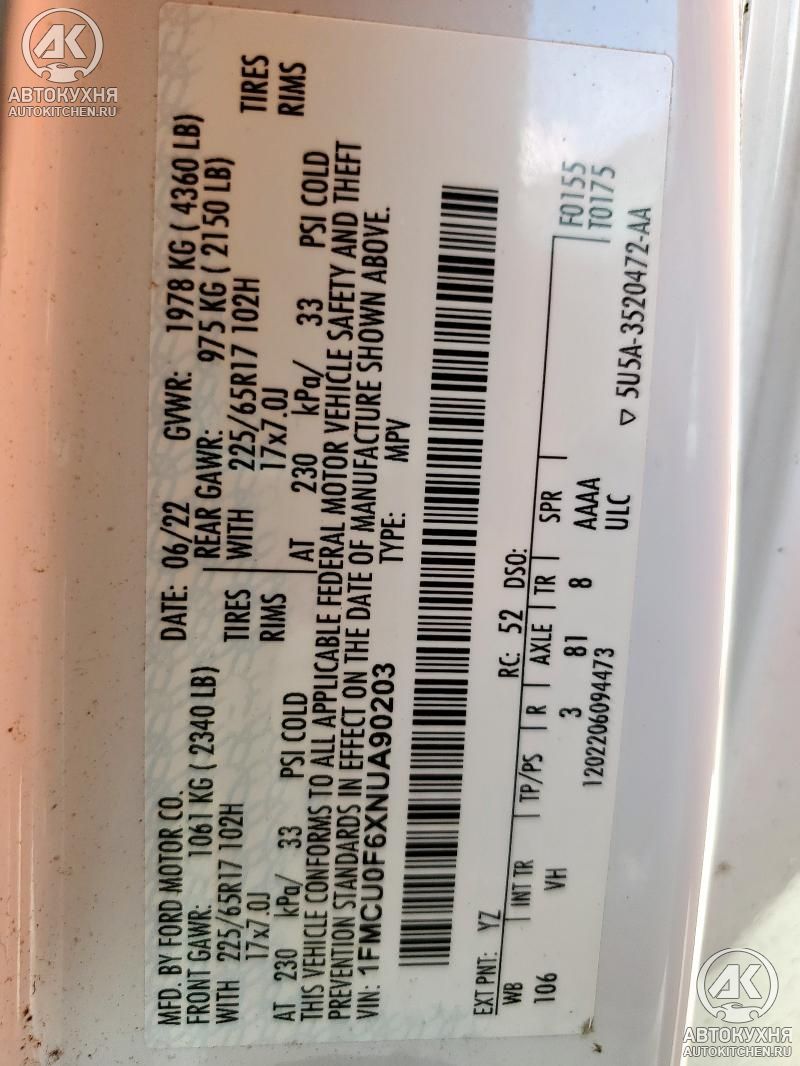 АВТОКУХНЯ
AUTOKITCHEN.RU
MFD. BY FORD MOTOR CO.
DATE: 06/22 GVWR: 1978 KG ( 4360 LB)
FRONT GAWR: 1061 KG ( 2340 LB)
REAR GAWR: 975 KG ( 2150 LB)
WITH 225/65R17 102H TIRES
WITH 225/65R17 102H TIRES
17x7.0J RIMS
17x7.0J RIMS
AT 230 kPa/ 33 PSI COLD
AT 230 kPa/ 33 PSI COLD
THIS VEHICLE CONFORMS TO ALL APPLICABLE FEDERAL MOTOR VEHICLE SAFETY AND THEFT
PREVENTION STANDARDS IN EFFECT ON THE DATE OF MANUFACTURE SHOWN ABOVE.
VIN: 1FMCU0F6XNUA90203 TYPE: MPV
F0155
T0175
EXT PNT: YZ RC: 52 DSO:
WB INT TR TP/PS R AXLE TR SPR
106 VH 3 81 8 AAAA
ULC
1202206094473
▽ 5U5A-3520472-AA
АВТОКУХНЯ
AUTOKITCHEN.RU